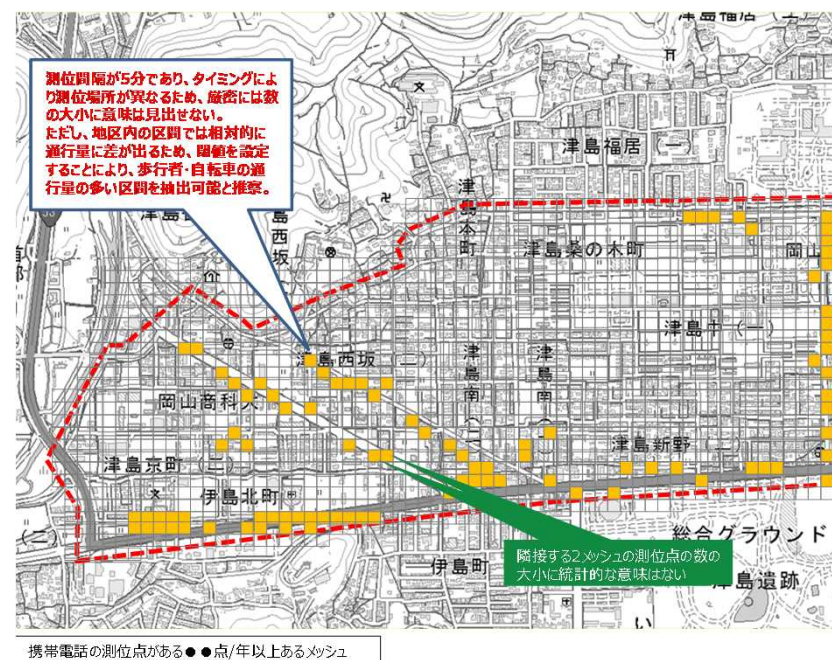 津島福居(二)
測位間隔が5分であり、タイミングによ
り測位場所が異なるため、厳密には数
の大小に意味は見出せない。
ただし、地区内の区間では相対的に
通行量に差が出るため、閾値を設定
することにより、歩行者・自転車の通
行量の多い区間を抽出可能と推察。
津島福居(一)
津島本町
島西坂
津島桑の木町
岡山
津島西坂(二)
津島南(二)
津島南
岡山商科大
津島京町(二)
津島新野(一)
伊島北町
(三)
総合グラウンド
隣接する2メッシュの測位点の数の
大小に統計的な意味はない
伊島町
津島遺跡
い
携帯電話の測位点がある●●点/年以上あるメッシュ